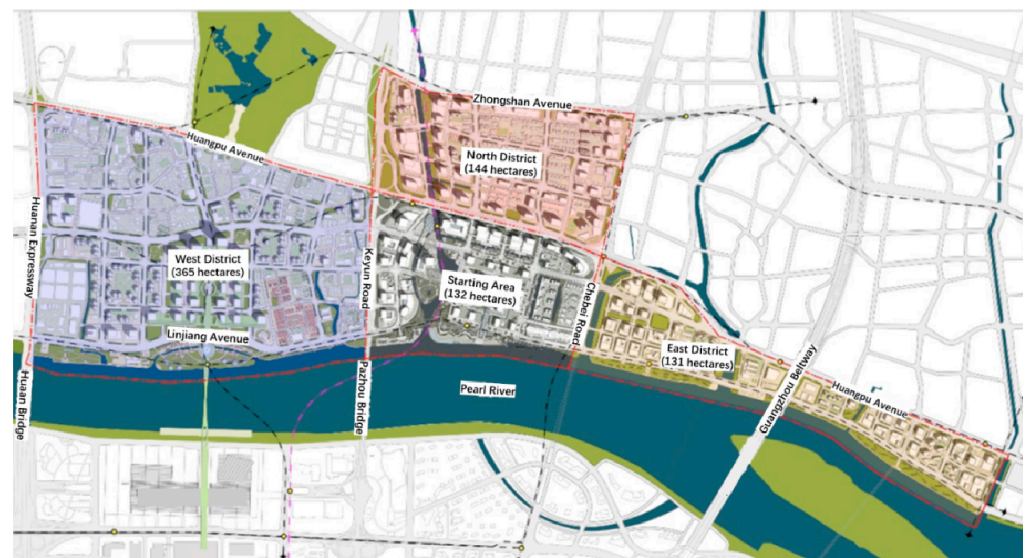 Zhongshan Avenue
Huangpu Avenue
North District
(144 hectares)
Huanan Expressway
West District
(365 hectares)
Keyun Road
Starting Area
(132 hectares)
Chebei Road
Linjiang Avenue
East District
(131 hectares)
Huangpu Avenue
Guangzhou Beltway
Pearl River
Pazhou Bridge
Huan Bridge